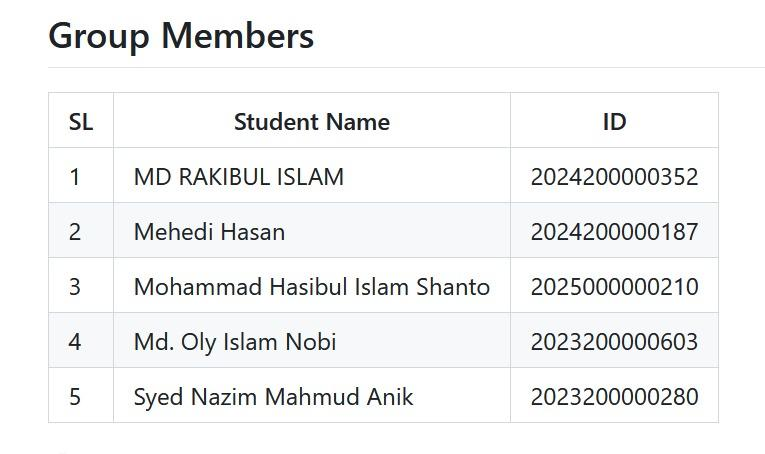 Group Members
SL Student Name ID
1 MD RAKIBUL ISLAM 2024200000352
2 Mehedi Hasan 2024200000187
3 Mohammad Hasibul Islam Shanto 2025000000210
4 Md. Oly Islam Nobi 2023200000603
5 Syed Nazim Mahmud Anik 2023200000280